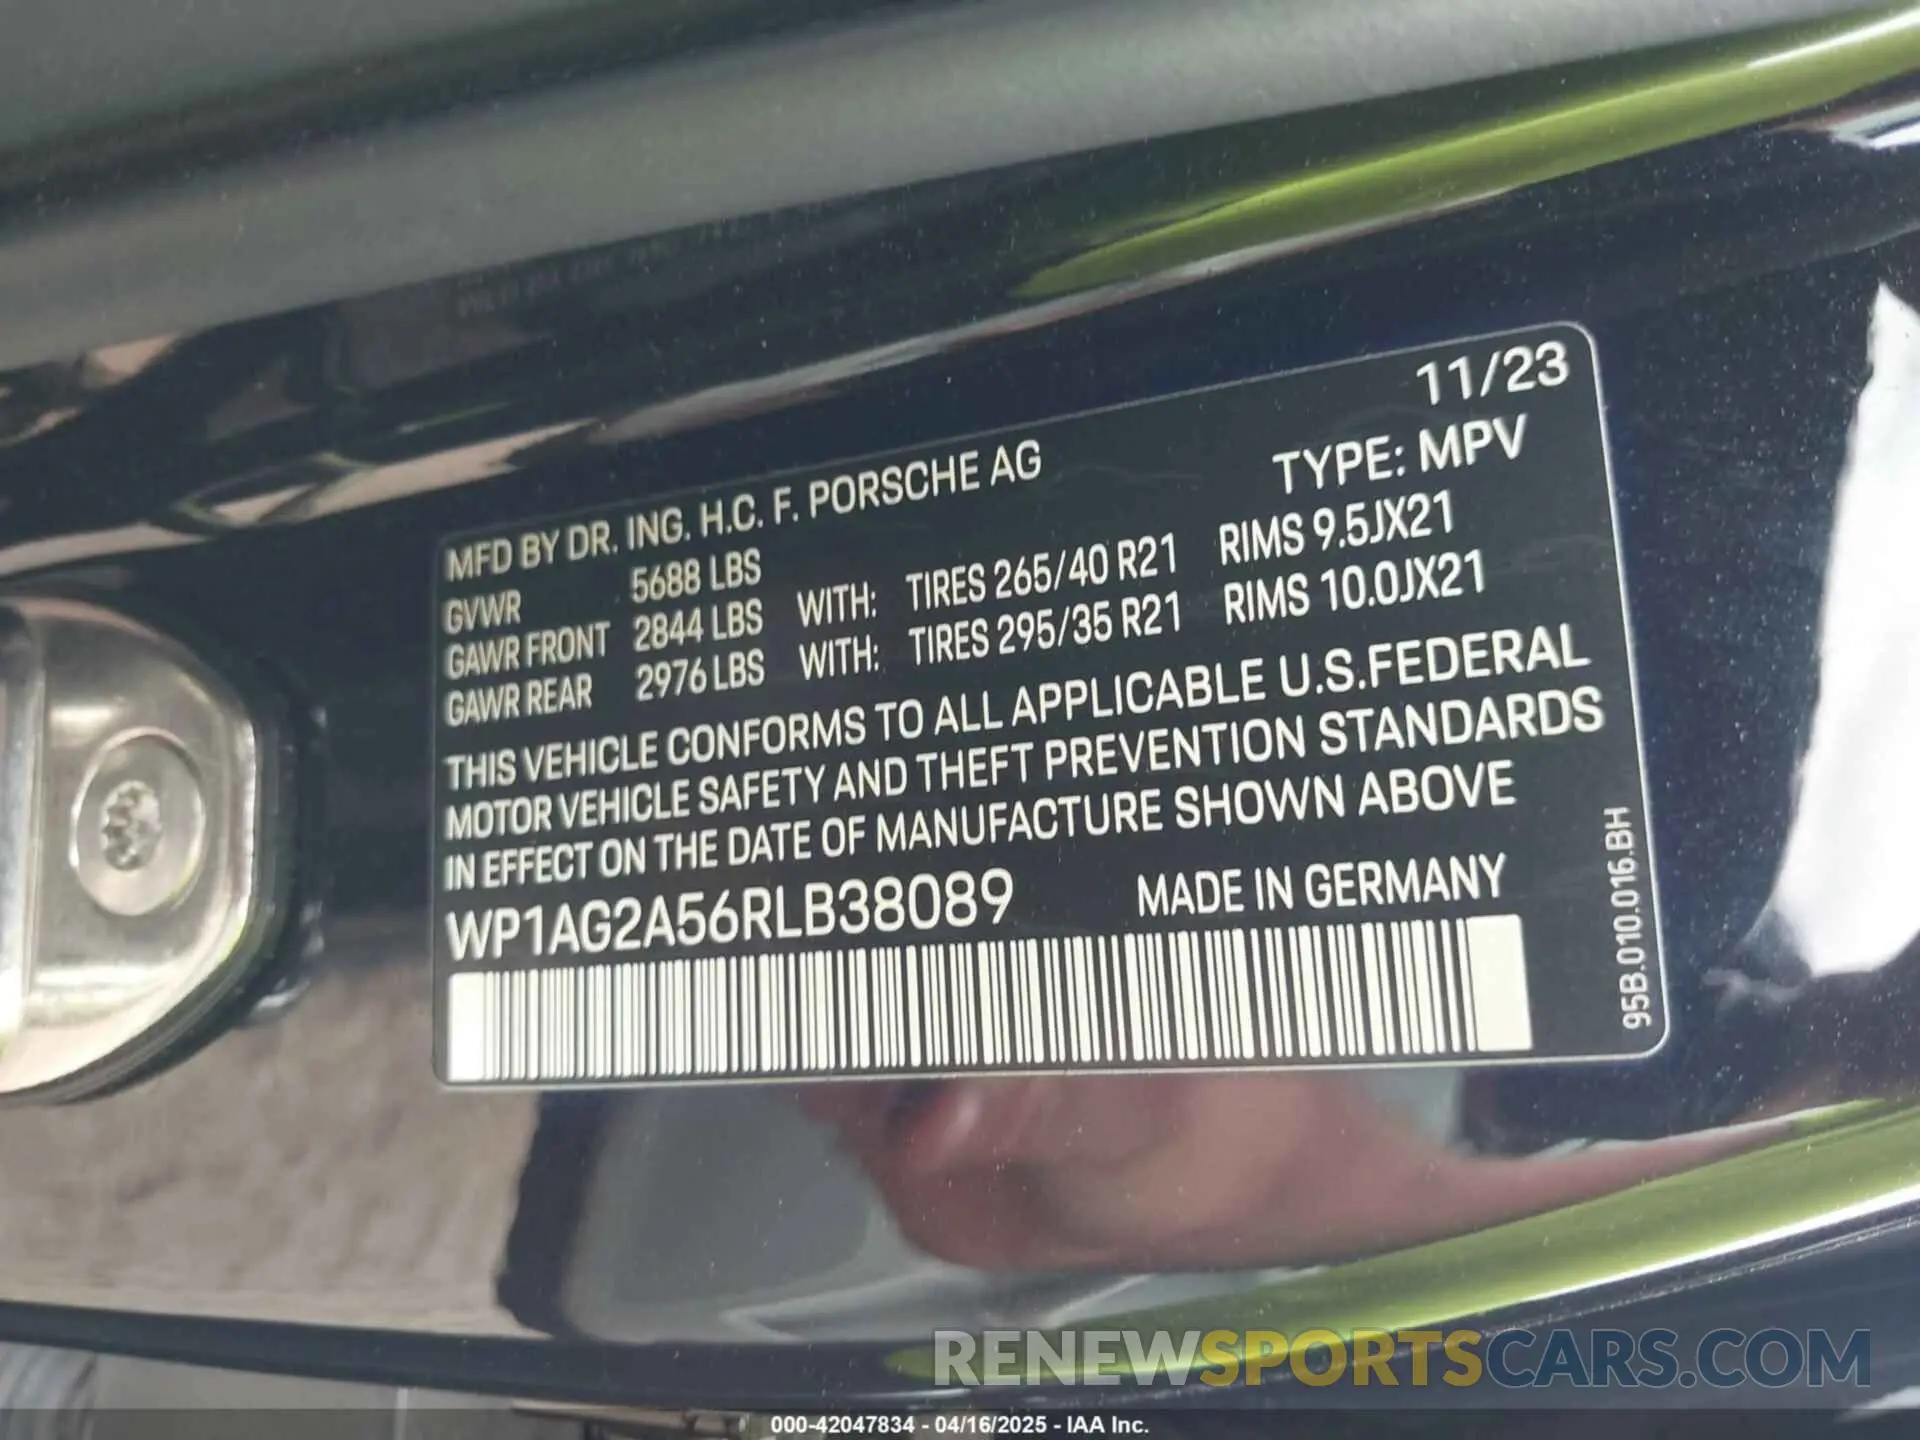 11/23
MFD BY DR. ING. H.C. F. PORSCHE AG
TYPE: MPV
GVWR 5688 LBS
GAWR FRONT 2844 LBS WITH: TIRES 265/40 R21 RIMS 9.5JX21
GAWR REAR 2976 LBS WITH: TIRES 295/35 R21 RIMS 10.0JX21
THIS VEHICLE CONFORMS TO ALL APPLICABLE U.S.FEDERAL
MOTOR VEHICLE SAFETY AND THEFT PREVENTION STANDARDS
IN EFFECT ON THE DATE OF MANUFACTURE SHOWN ABOVE
WP1AG2A56RLB38089 MADE IN GERMANY
95B.010.016.BH
RENEWSPORTSCARS.COM
000-42047834 - 04/16/2025 - IAA Inc.